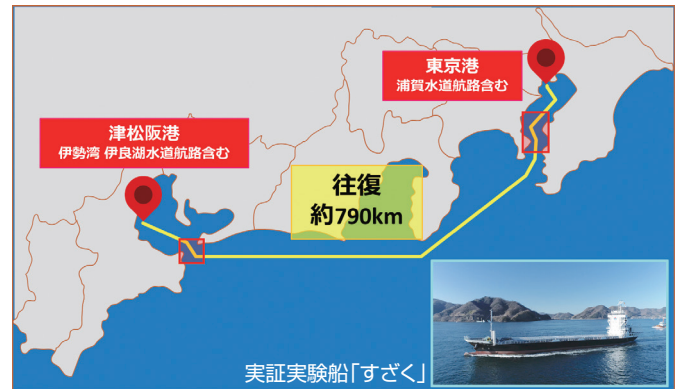 東京港
浦賀水道航路含む
津松阪港
伊勢湾 伊良湖水道航路含む
往復
約790km
実証実験船「すざく」